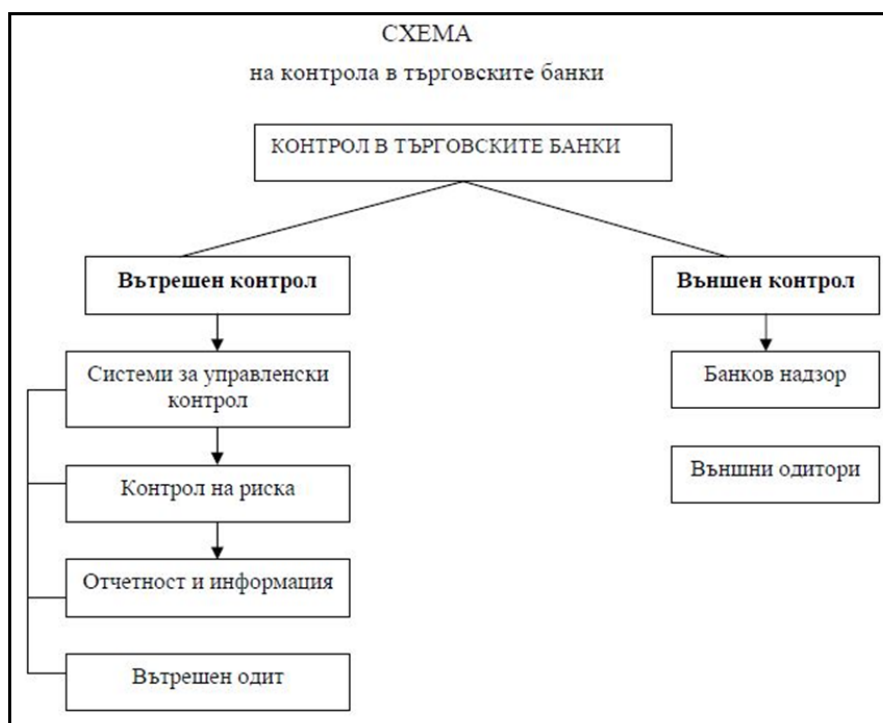 СХЕМА
на контрола в търговските банки
КОНТРОЛ В ТЪРГОВСКИТЕ БАНКИ
Вътрешен контрол
Външен контрол
Системи за управленски
контрол
Банков надзор
Външни одитори
Контрол на риска
Отчетност и информация
Вътрешен одит